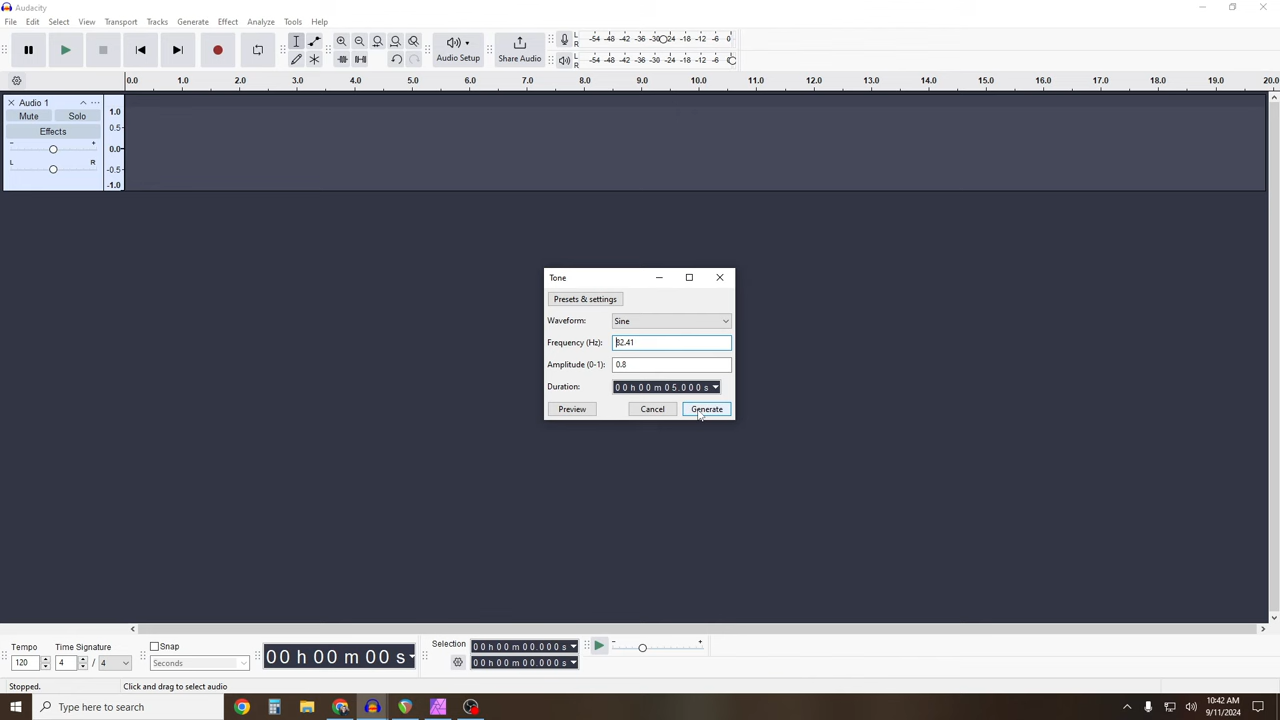 Audacity
File Edit Select View Transport Tracks Generate Effect Analyze Tools Help
L R -54 -48 -42 -36 -30 -24 -18 -12 -6 0
Audio Setup Share Audio
L R -54 -48 -42 -36 -30 -24 -18 -12 -6 0
0.0 1.0 2.0 3.0 4.0 5.0 6.0 7.0 8.0 9.0 10.0 11.0 12.0 13.0 14.0 15.0 16.0 17.0 18.0 19.0 20.0
Audio 1
Mute Solo
Effects
- +
L R
1.0
0.5
0.0
-0.5
-1.0
Tone
Presets & settings
Waveform: Sine
Frequency (Hz): 82.41
Amplitude (0-1): 0.8
Duration: 00 h 00 m 05.000 s
Preview Cancel Generate
Tempo Time Signature Snap
120 4 / 4 Seconds
00 h 00 m 00 s
Selection 00 h 00 m 00.000 s
00 h 00 m 00.000 s
- +
Stopped. Click and drag to select audio
Type here to search
10:42 AM
9/11/2024